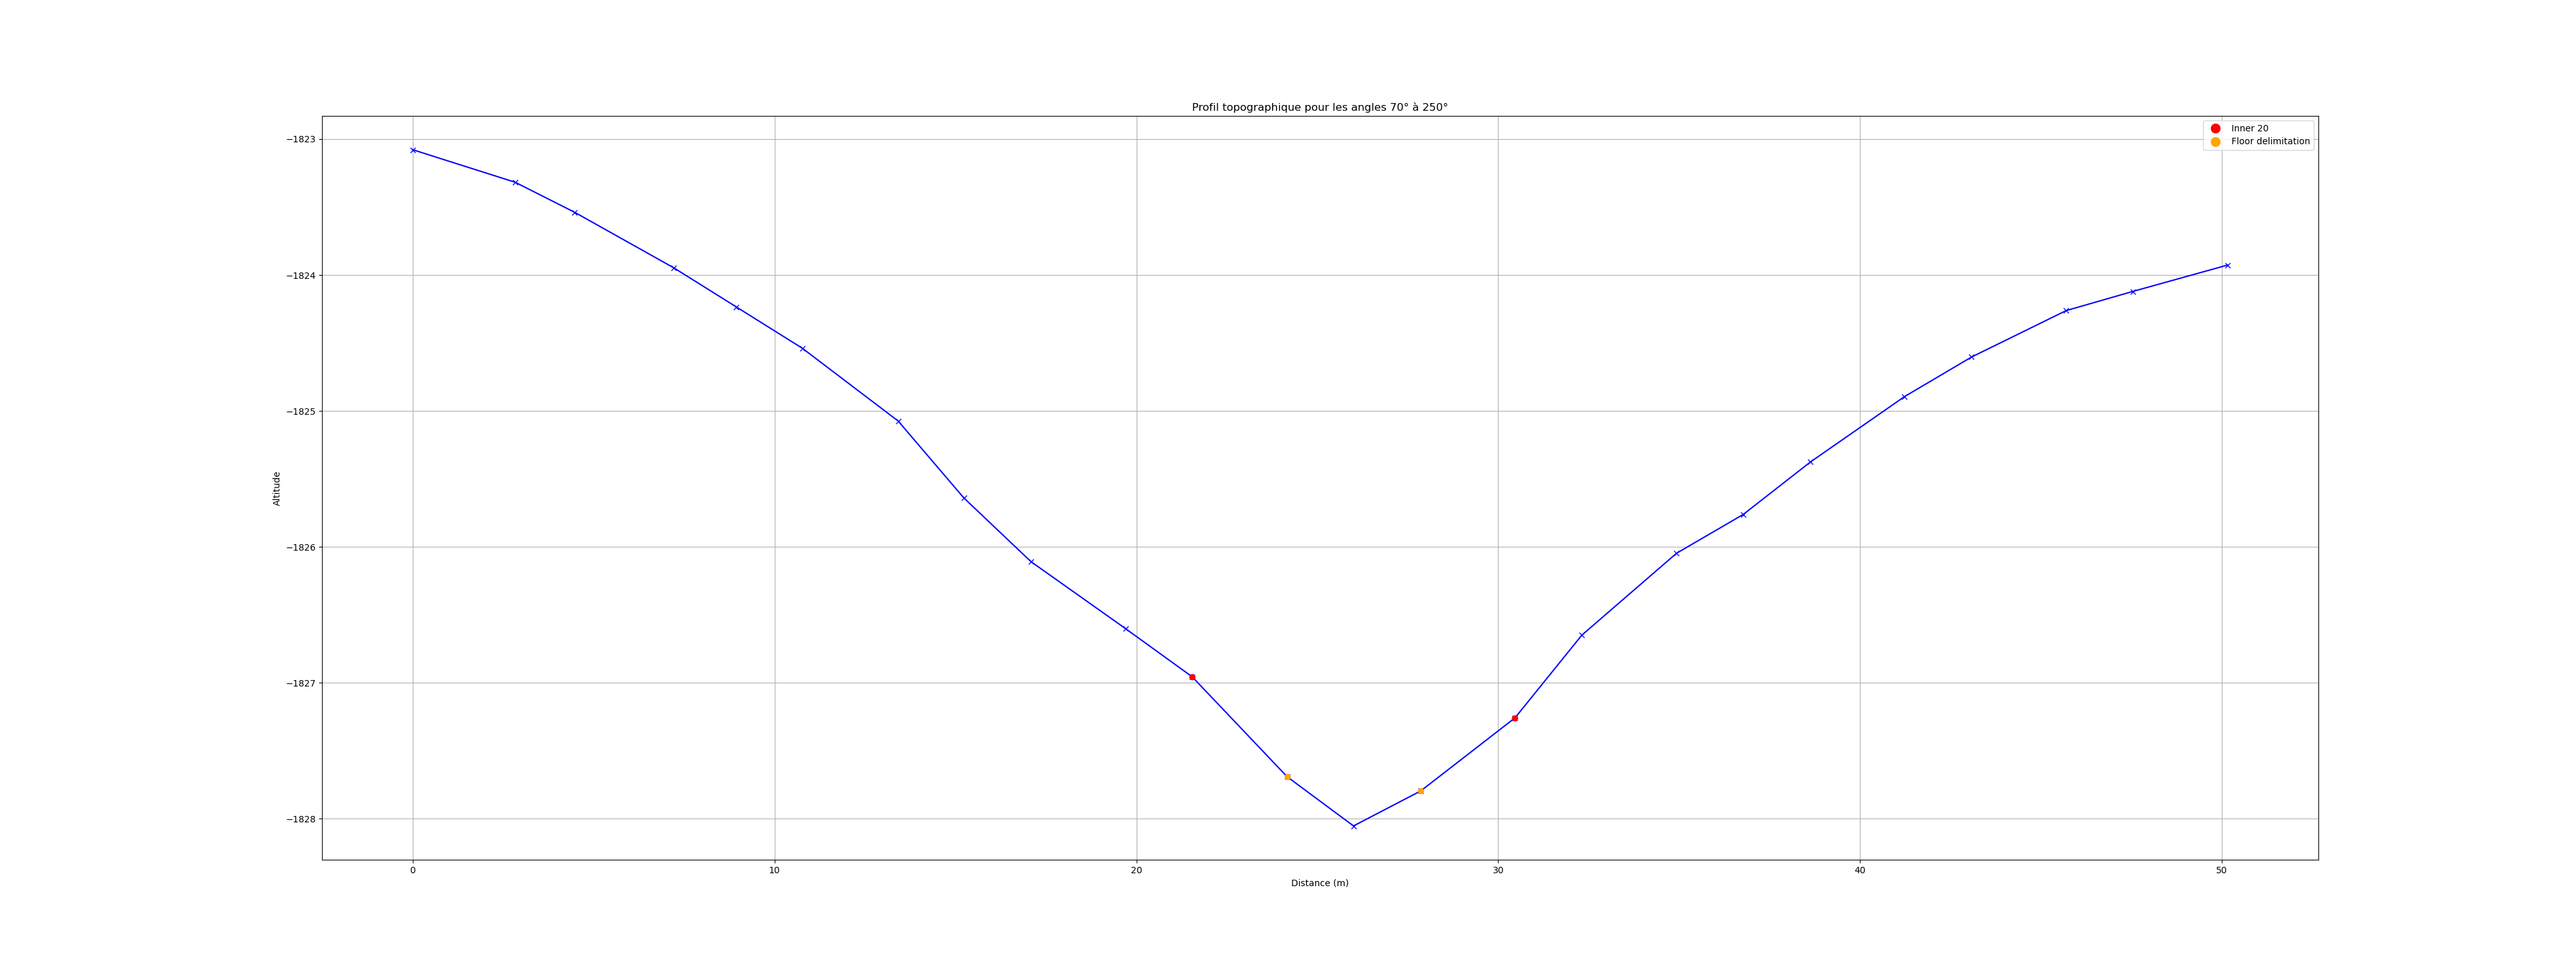 Profil topographique pour les angles 70° à 250°
Inner 20
Floor delimitation
Altitude
−1823
−1824
−1825
−1826
−1827
−1828
0 10 20 30 40 50
Distance (m)